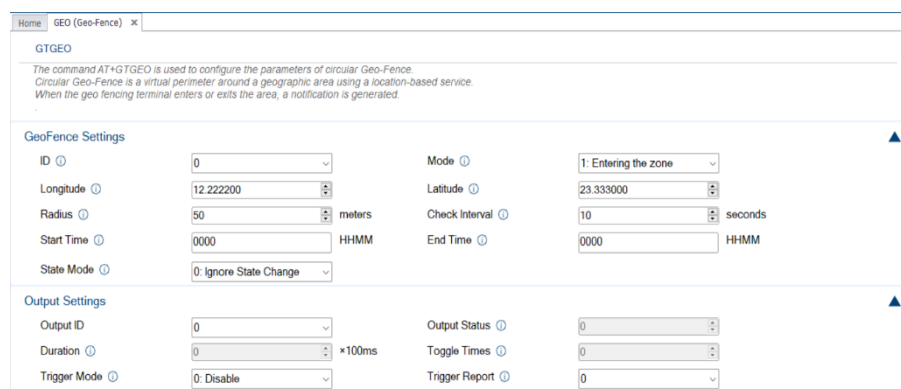 Home GEO (Geo-Fence) ×
GTGEO
The command AT+GTGEO is used to configure the parameters of circular Geo-Fence.
Circular Geo-Fence is a virtual perimeter around a geographic area using a location-based service.
When the geo fencing terminal enters or exits the area, a notification is generated.
.
GeoFence Settings
ID 0 Mode 1: Entering the zone
Longitude 12.222200 Latitude 23.333000
Radius 50 meters Check Interval 10 seconds
Start Time 0000 HHMM End Time 0000 HHMM
State Mode 0: Ignore State Change
Output Settings
Output ID 0 Output Status 0
Duration 0 ×100ms Toggle Times 0
Trigger Mode 0: Disable Trigger Report 0